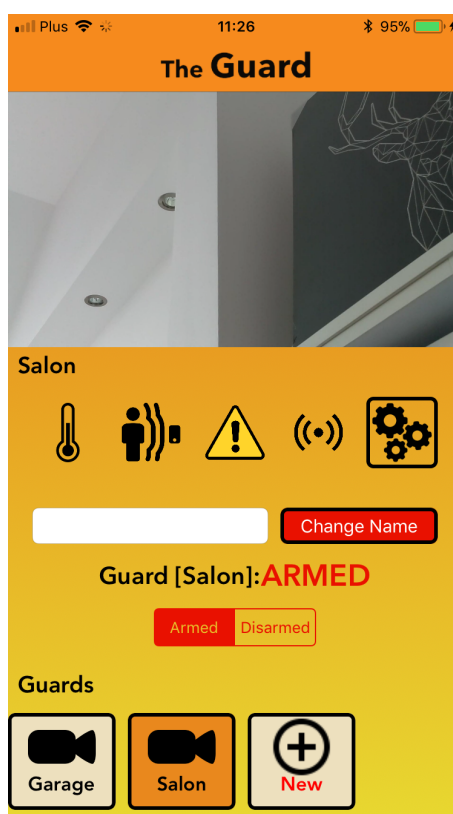 Plus 11:26 95%
The Guard
Salon
Change Name
Guard [Salon]:ARMED
Armed Disarmed
Guards
Garage Salon New